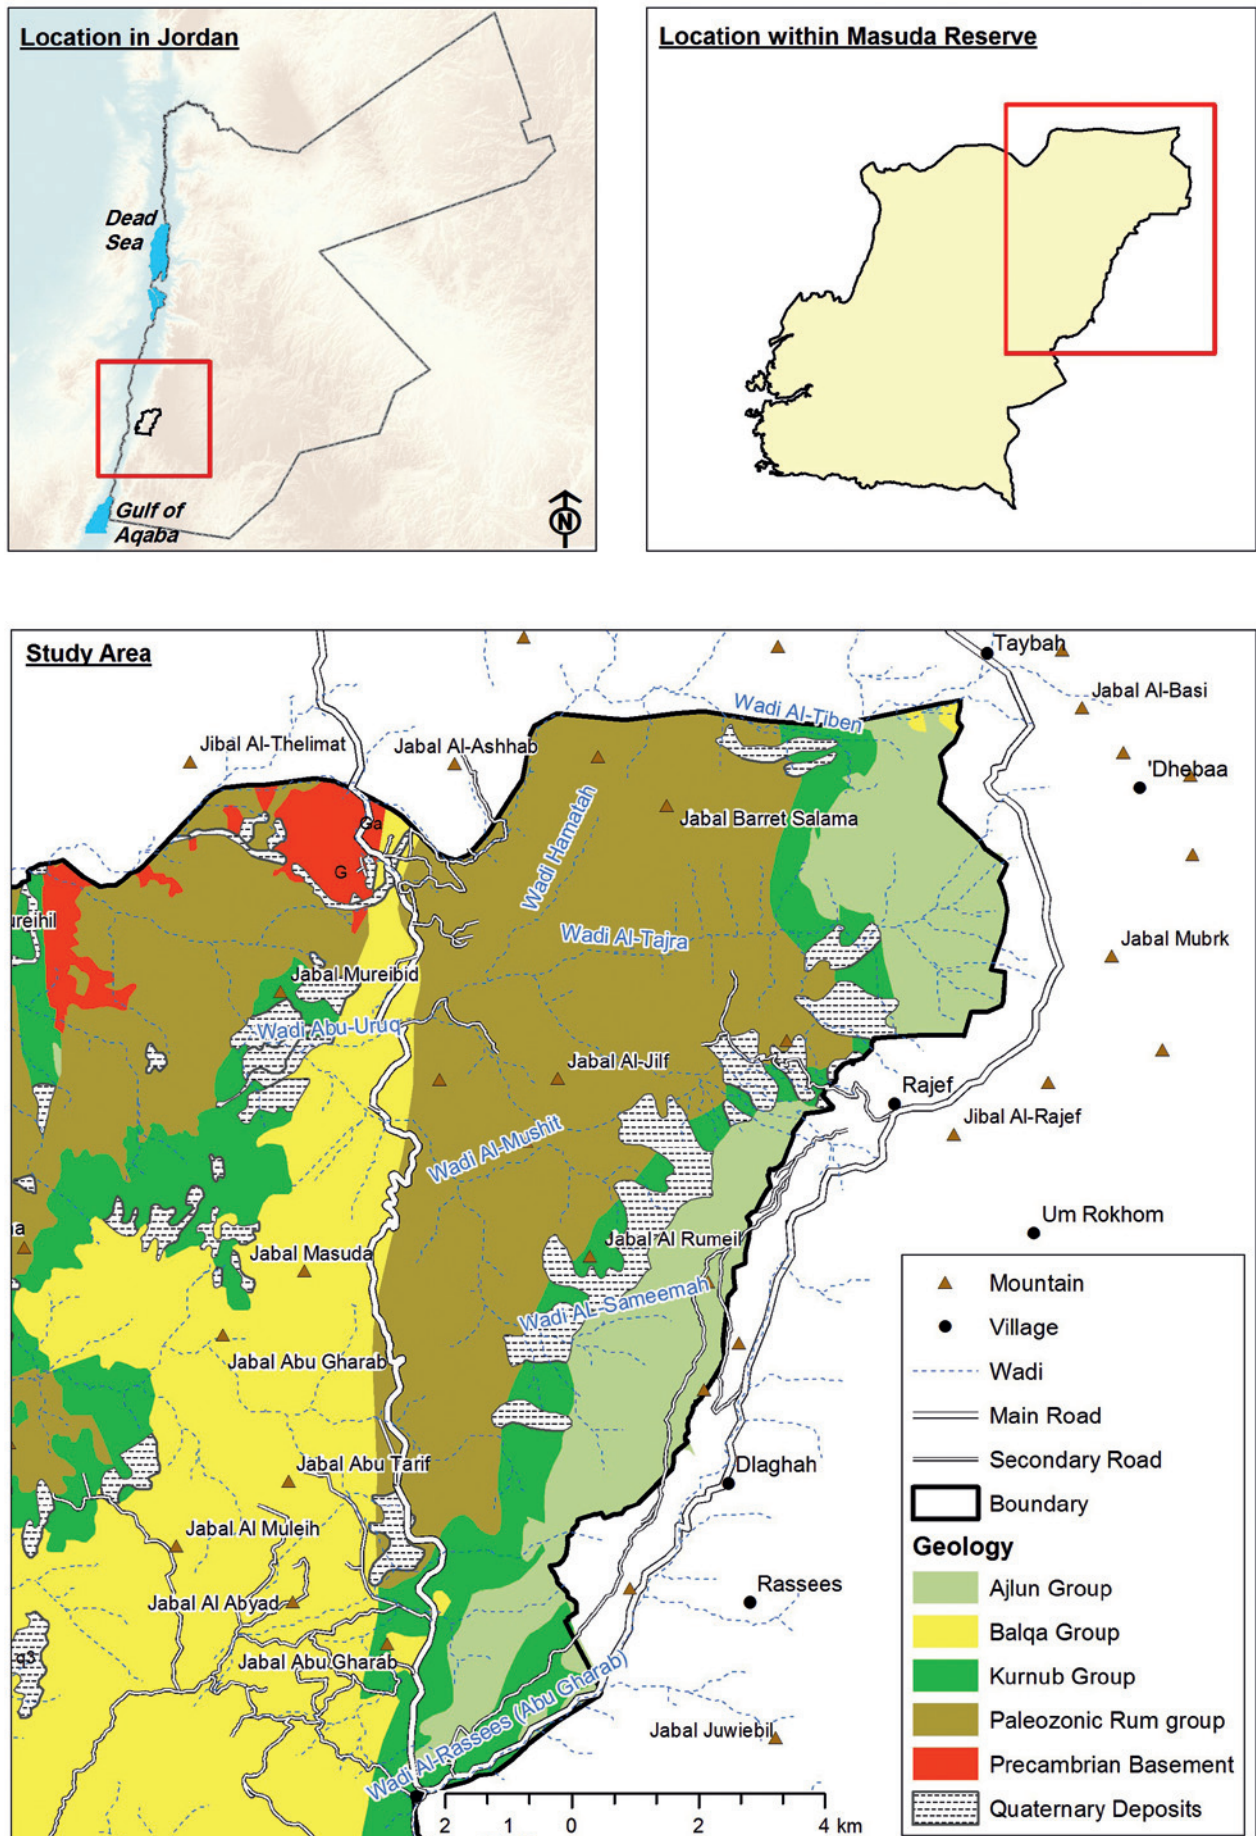 Location in Jordan
Dead
Sea
Gulf of
Aqaba
N
Location within Masuda Reserve
Study Area
Taybah
Jabal Al-Basi
Wadi Al-Tiben
Jibal Al-Thelimat
Jabal Al-Ashhab
'Dhebaa
Ga
Jabal Barret Salama
Wadi Hamatah
G
ureihil
Wadi Al-Tajra
Jabal Mubrk
Jabal Mureibid
Wadi Abu-Uruq
Jabal Al-Jilf
Rajef
Jibal Al-Rajef
Wadi Al-Mushit
na
Um Rokhom
Jabal Masuda
Jabal Al Rumeil
Wadi AL-Sameemah
Jabal Abu Gharab
Jabal Abu Tarif
Dlaghah
Jabal Al Muleih
Rassees
Jabal Al Abyad
q3
Jabal Abu Gharab
Wadi Al-Rassees (Abu Gharab)
Jabal Juwiebil
2 1 0 2 4 km
Mountain
Village
Wadi
Main Road
Secondary Road
Boundary
Geology
Ajlun Group
Balqa Group
Kurnub Group
Paleozonic Rum group
Precambrian Basement
Quaternary Deposits